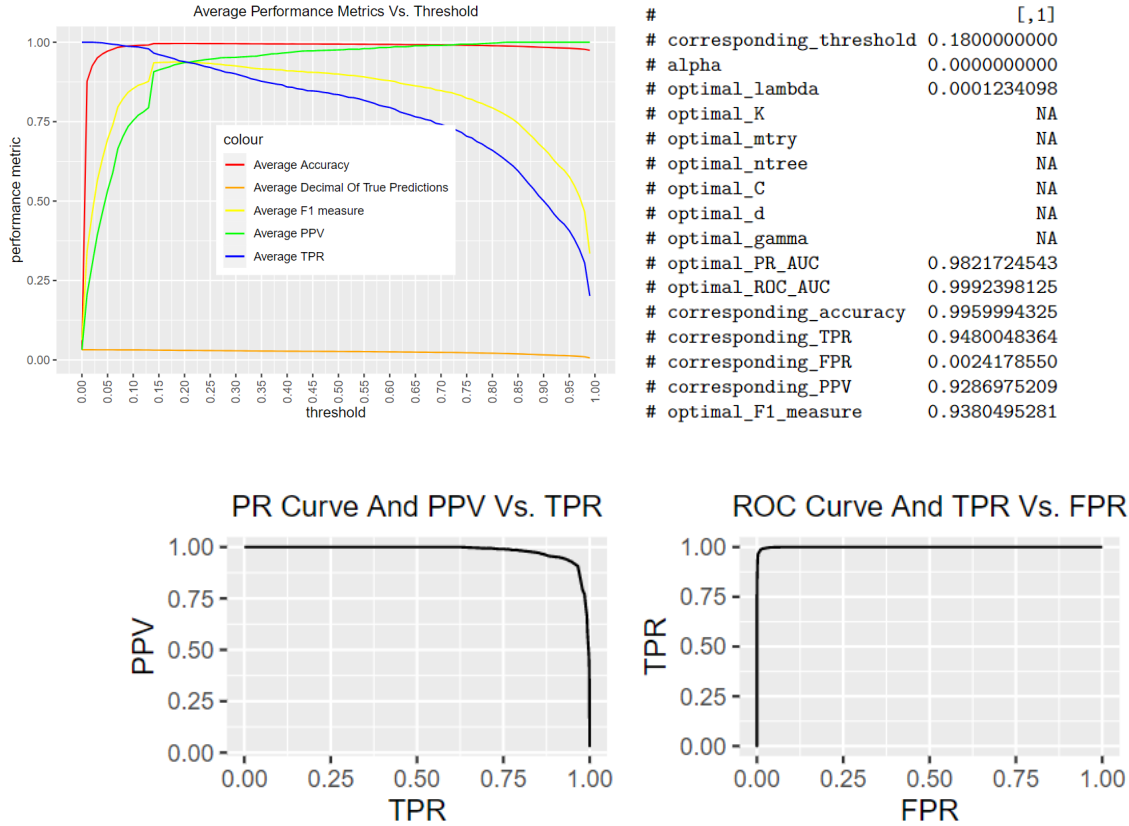 Average Performance Metrics Vs. Threshold
performance metric
1.00
0.75
0.50
0.25
0.00
colour
Average Accuracy
Average Decimal Of True Predictions
Average F1 measure
Average PPV
Average TPR
0.00 0.05 0.10 0.15 0.20 0.25 0.30 0.35 0.40 0.45 0.50 0.55 0.60 0.65 0.70 0.75 0.80 0.85 0.90 0.95 1.00
threshold
# [,1]
# corresponding_threshold 0.1800000000
# alpha 0.0000000000
# optimal_lambda 0.0001234098
# optimal_K NA
# optimal_mtry NA
# optimal_ntree NA
# optimal_C NA
# optimal_d NA
# optimal_gamma NA
# optimal_PR_AUC 0.9821724543
# optimal_ROC_AUC 0.9992398125
# corresponding_accuracy 0.9959994325
# corresponding_TPR 0.9480048364
# corresponding_FPR 0.0024178550
# corresponding_PPV 0.9286975209
# optimal_F1_measure 0.9380495281
PR Curve And PPV Vs. TPR
PPV
1.00
0.75
0.50
0.25
0.00
0.00 0.25 0.50 0.75 1.00
TPR
ROC Curve And TPR Vs. FPR
TPR
1.00
0.75
0.50
0.25
0.00
0.00 0.25 0.50 0.75 1.00
FPR